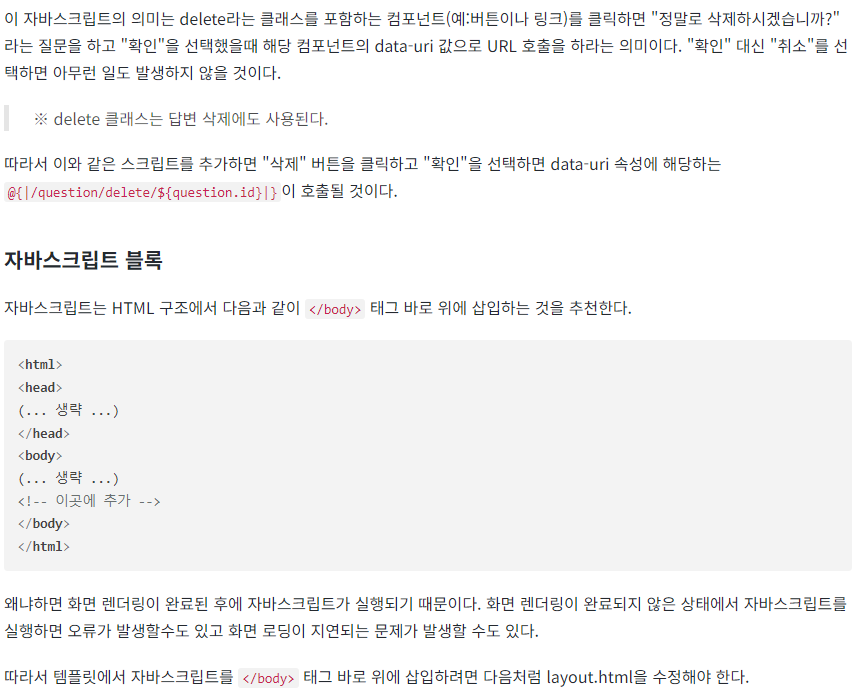 이 자바스크립트의 의미는 delete라는 클래스를 포함하는 컴포넌트(예:버튼이나 링크)를 클릭하면 "정말로 삭제하시겠습니까?"
라는 질문을 하고 "확인"을 선택했을때 해당 컴포넌트의 data-uri 값으로 URL 호출을 하라는 의미이다. "확인" 대신 "취소"를 선
택하면 아무런 일도 발생하지 않을 것이다.
※ delete 클래스는 답변 삭제에도 사용된다.
따라서 이와 같은 스크립트를 추가하면 "삭제" 버튼을 클릭하고 "확인"을 선택하면 data-uri 속성에 해당하는
@{|/question/delete/${question.id}|} 이 호출될 것이다.
자바스크립트 블록
자바스크립트는 HTML 구조에서 다음과 같이 </body> 태그 바로 위에 삽입하는 것을 추천한다.
<html>
<head>
(... 생략 ...)
</head>
<body>
(... 생략 ...)
<!-- 이곳에 추가 -->
</body>
</html>
왜냐하면 화면 렌더링이 완료된 후에 자바스크립트가 실행되기 때문이다. 화면 렌더링이 완료되지 않은 상태에서 자바스크립트를
실행하면 오류가 발생할수도 있고 화면 로딩이 지연되는 문제가 발생할 수도 있다.
따라서 템플릿에서 자바스크립트를 </body> 태그 바로 위에 삽입하려면 다음처럼 layout.html을 수정해야 한다.